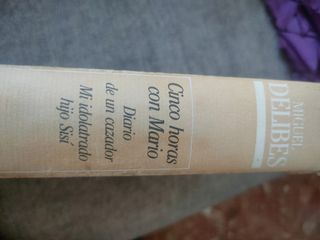 MIGUEL
DELIBES
Cinco horas
con Mario
Diario
de un cazador
Mi idolatrado
hijo Sisí